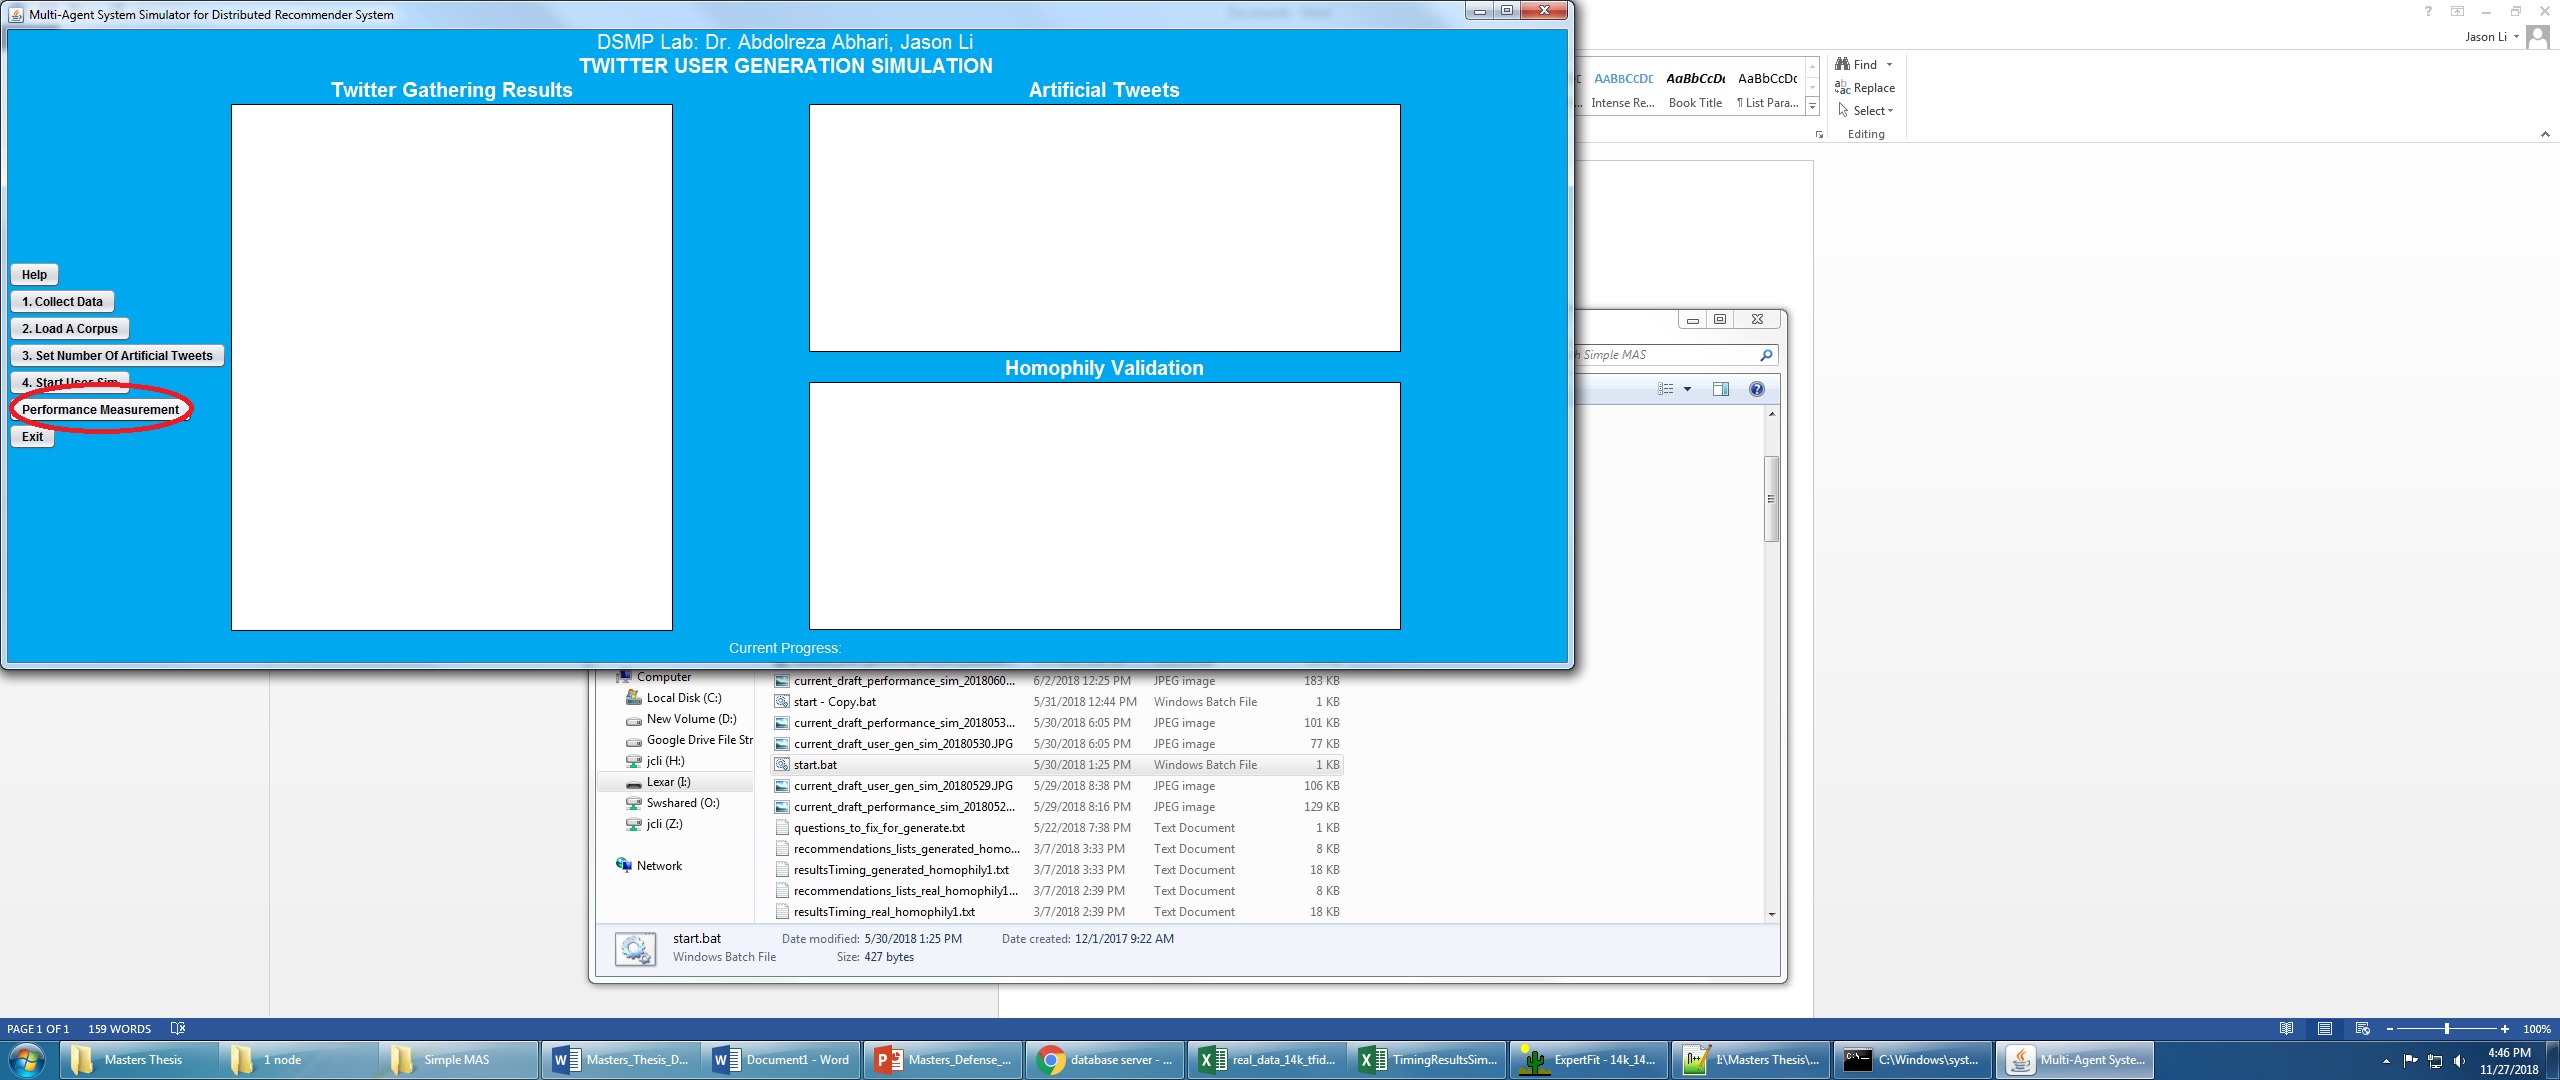 Multi-Agent System Simulator for Distributed Recommender System
DSMP Lab: Dr. Abdolreza Abhari, Jason Li
TWITTER USER GENERATION SIMULATION
Twitter Gathering Results
Artificial Tweets
Help
1. Collect Data
2. Load A Corpus
3. Set Number Of Artificial Tweets
4. Start User Sim
Performance Measurement
Exit
Homophily Validation
Current Progress:
Jason Li
AaBbCcDc AaBbCcDc AaBbCcDc
Intense Re... Book Title ¶ List Para...
Find
Replace
Select
Editing
Simple MAS
Computer
Local Disk (C:)
New Volume (D:)
Google Drive File Str
jcli (H:)
Lexar (I:)
Swshared (O:)
jcli (Z:)
Network
current_draft_performance_sim_201860... 6/2/2018 12:25 PM JPEG image 183 KB
start - Copy.bat 5/31/2018 12:44 PM Windows Batch File 1 KB
current_draft_performance_sim_2018053... 5/30/2018 6:05 PM JPEG image 101 KB
current_draft_user_gen_sim_20180530.JPG 5/30/2018 6:05 PM JPEG image 77 KB
start.bat 5/30/2018 1:25 PM Windows Batch File 1 KB
current_draft_user_gen_sim_20180529.JPG 5/29/2018 8:38 PM JPEG image 106 KB
current_draft_performance_sim_2018052... 5/29/2018 8:16 PM JPEG image 129 KB
questions_to_fix_for_generate.txt 5/22/2018 7:38 PM Text Document 1 KB
recommendations_lists_generated_homo... 3/7/2018 3:33 PM Text Document 8 KB
resultsTiming_generated_homophily1.txt 3/7/2018 3:33 PM Text Document 18 KB
recommendations_lists_real_homophily1... 3/7/2018 2:39 PM Text Document 8 KB
resultsTiming_real_homophily1.txt 3/7/2018 2:39 PM Text Document 18 KB
start.bat Date modified: 5/30/2018 1:25 PM Date created: 12/1/2017 9:22 AM
Windows Batch File Size: 427 bytes
PAGE 1 OF 1 159 WORDS 100%
Masters Thesis 1 node Simple MAS Masters_Thesis_D... Document1 - Word Masters_Defense_... database server - ... real_data_14k_tfid... TimingResultsSim... ExpertFit - 14k_14... I:\Masters Thesis\... C:\Windows\syst... Multi-Agent Syste...
4:46 PM
11/27/2018